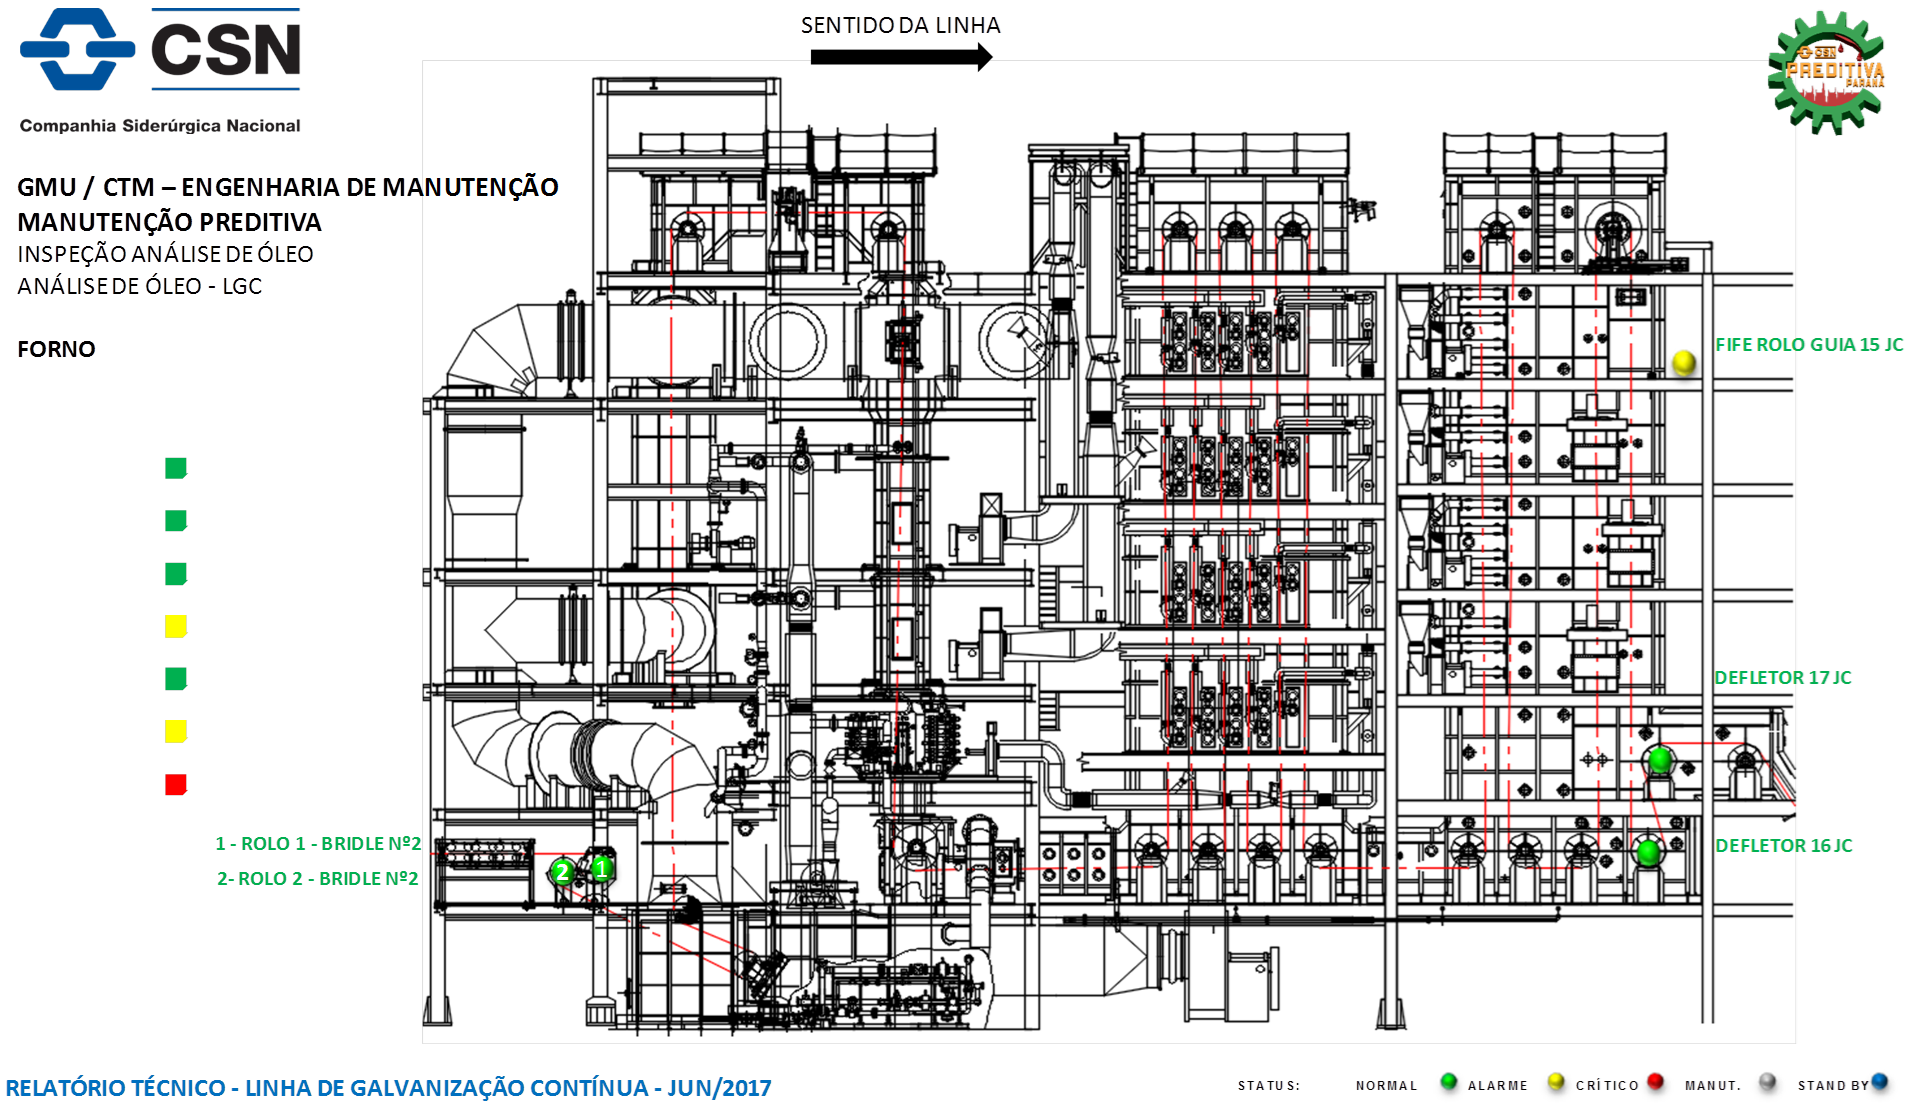 CSN
Companhia Siderúrgica Nacional
SENTIDO DA LINHA
CSN
PREDITIVA
PARANÁ
GMU / CTM – ENGENHARIA DE MANUTENÇÃO
MANUTENÇÃO PREDITIVA
INSPEÇÃO ANÁLISE DE ÓLEO
ANÁLISE DE ÓLEO - LGC
FORNO
FIFE ROLO GUIA 15 JC
DEFLETOR 17 JC
DEFLETOR 16 JC
1 - ROLO 1 - BRIDLE Nº2
2- ROLO 2 - BRIDLE Nº2
2
1
RELATÓRIO TÉCNICO - LINHA DE GALVANIZAÇÃO CONTÍNUA - JUN/2017
STATUS: NORMAL ALARME CRÍTICO MANUT. STAND BY